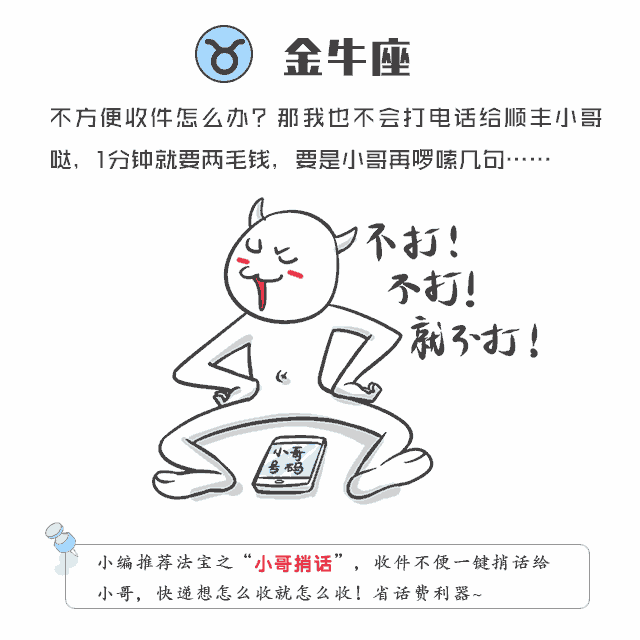 金牛座
不方便收件怎么办？那我也不会打电话给顺丰小哥
哒，1分钟就要两毛钱，要是小哥再啰嗦几句……
不打！
不打！
就不打！
小哥
号码
小编推荐法宝之“小哥捎话”，收件不便一键捎话给
小哥，快递想怎么收就怎么收！省话费利器~